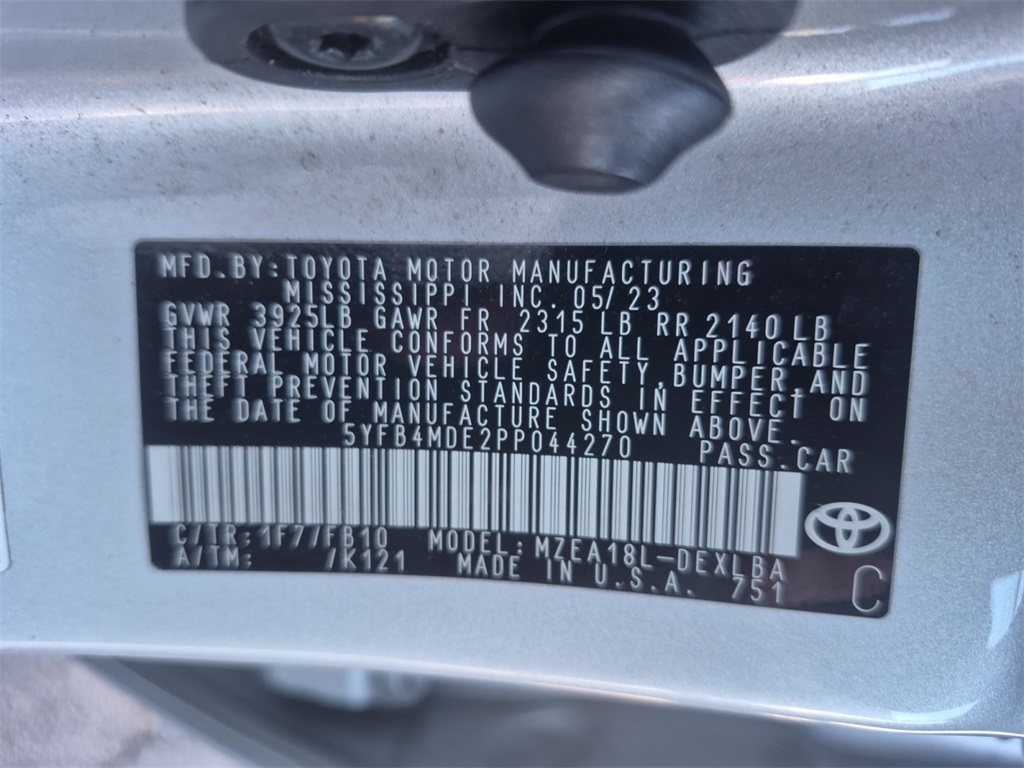 MFD.BY:TOYOTA MOTOR MANUFACTURING
MISSISSIPPI INC. 05/23
GVWR 3925LB GAWR FR 2315 LB RR 2140 LB
THIS VEHICLE CONFORMS TO ALL APPLICABLE
FEDERAL MOTOR VEHICLE SAFETY, BUMPER, AND
THEFT PREVENTION STANDARDS IN EFFECT ON
THE DATE OF MANUFACTURE SHOWN ABOVE.
5YFB4MDE2PP044270 PASS.CAR
C/TR:1F7/FB10 MODEL:MZEA18L-DEXLBA
A/TM: /K121 MADE IN U.S.A. 751
C